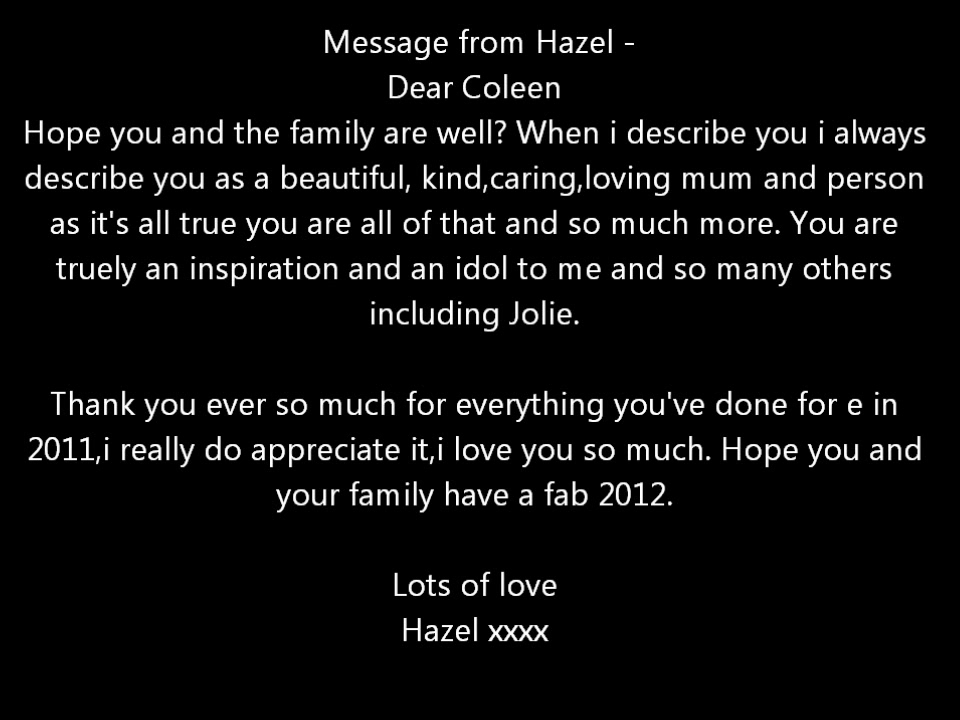 Message from Hazel -
Dear Coleen
Hope you and the family are well? When i describe you i always
describe you as a beautiful, kind,caring,loving mum and person
as it's all true you are all of that and so much more. You are
truely an inspiration and an idol to me and so many others
including Jolie.
Thank you ever so much for everything you've done for e in
2011,i really do appreciate it,i love you so much. Hope you and
your family have a fab 2012.
Lots of love
Hazel xxxx